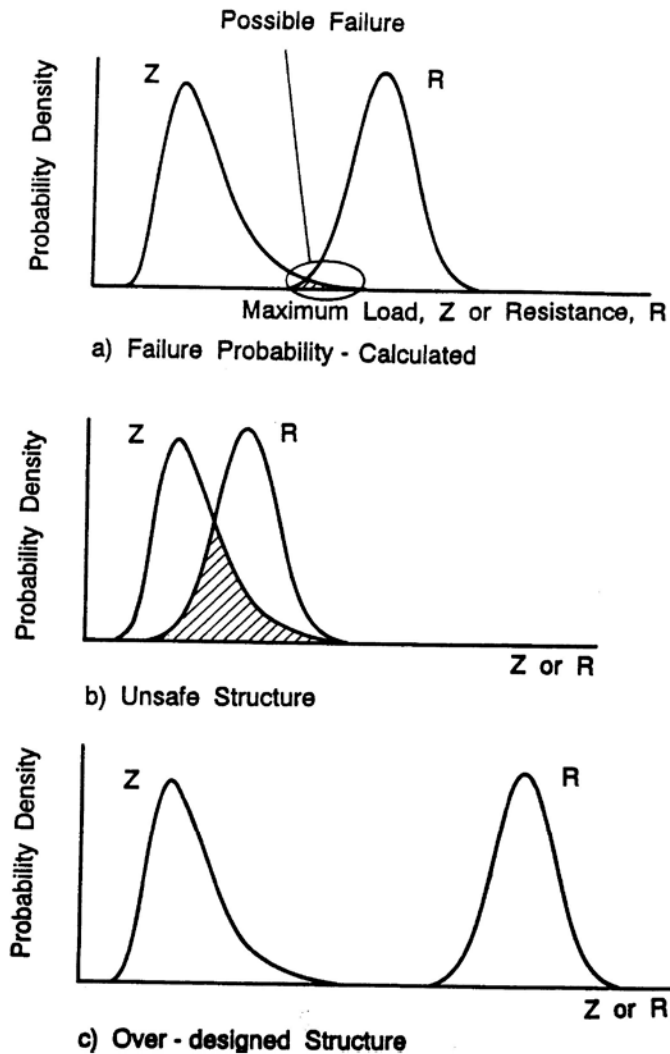 Possible Failure
Z
R
Probability Density
Maximum Load, Z or Resistance, R
a) Failure Probability - Calculated
Z
R
Probability Density
Z or R
b) Unsafe Structure
Z
R
Probability Density
Z or R
c) Over - designed Structure